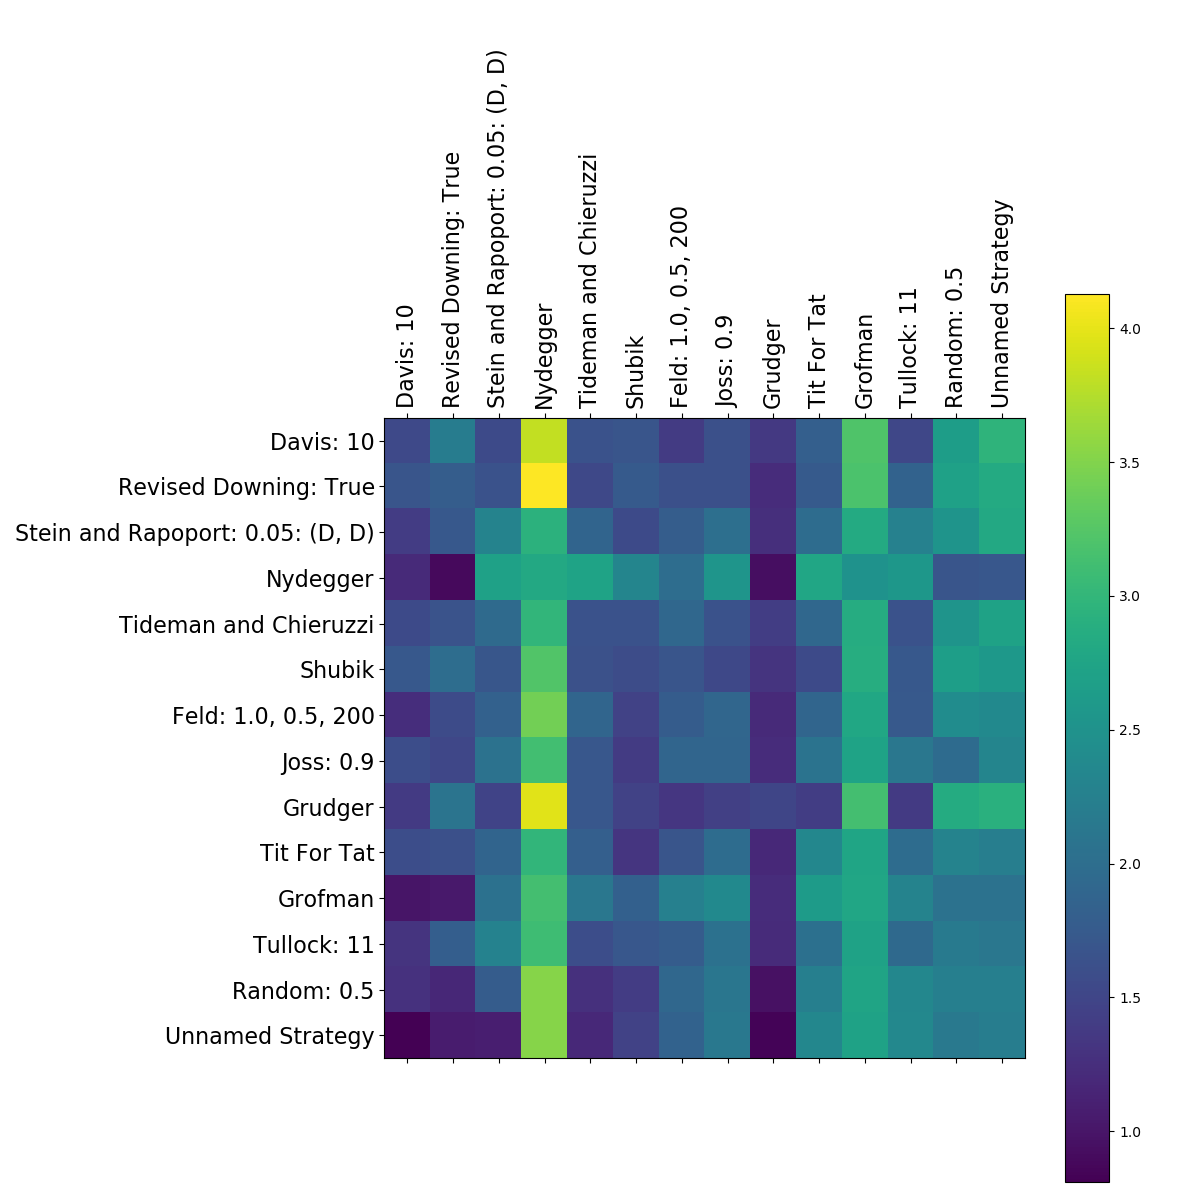 Davis: 10
Revised Downing: True
Stein and Rapoport: 0.05: (D, D)
Nydegger
Tideman and Chieruzzi
Shubik
Feld: 1.0, 0.5, 200
Joss: 0.9
Grudger
Tit For Tat
Grofman
Tullock: 11
Random: 0.5
Unnamed Strategy
Davis: 10
Revised Downing: True
Stein and Rapoport: 0.05: (D, D)
Nydegger
Tideman and Chieruzzi
Shubik
Feld: 1.0, 0.5, 200
Joss: 0.9
Grudger
Tit For Tat
Grofman
Tullock: 11
Random: 0.5
Unnamed Strategy
4.0
3.5
3.0
2.5
2.0
1.5
1.0